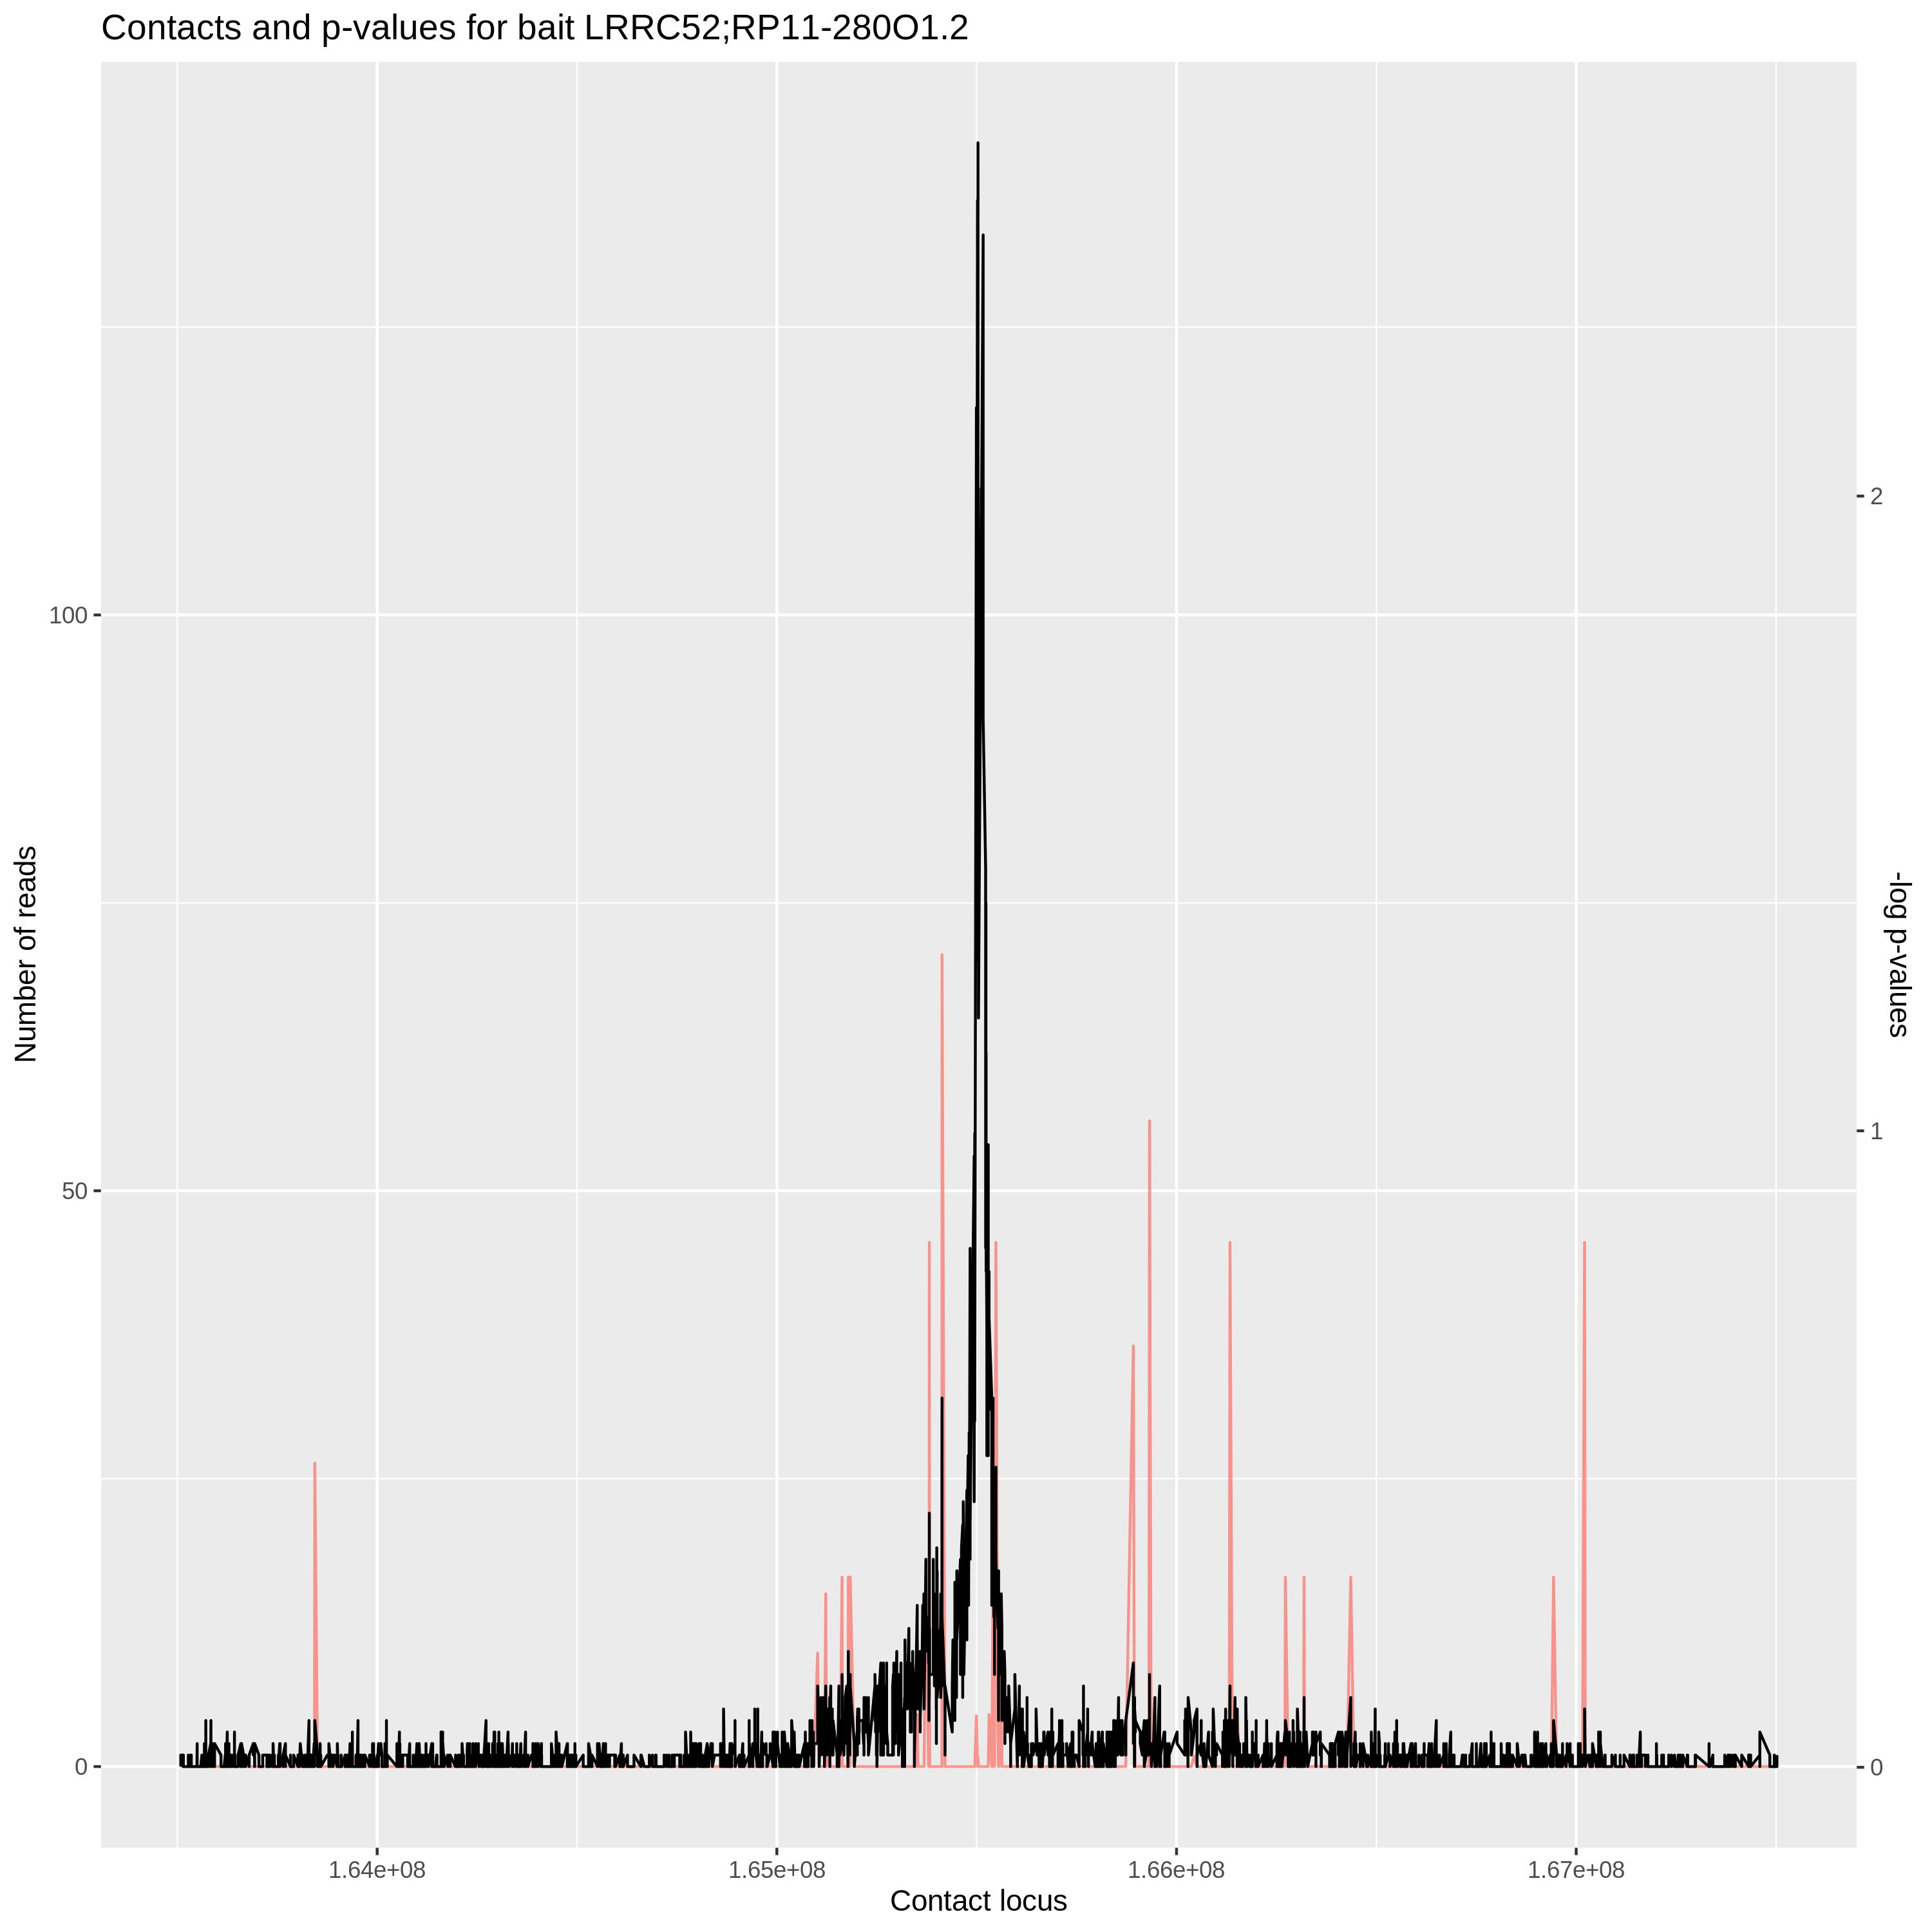 Contacts and p-values for bait LRRC52;RP11-280O1.2
Number of reads
100
50
0
2
1
0
-log p-values
1.64e+08
1.65e+08
1.66e+08
1.67e+08
Contact locus